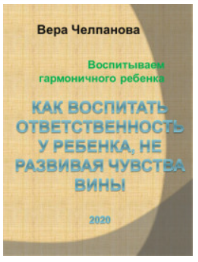 Вера Челпанова
Воспитываем
гармоничного ребенка
КАК ВОСПИТАТЬ
ОТВЕТСТВЕННОСТЬ
У РЕБЕНКА, НЕ
РАЗВИВАЯ ЧУВСТВА
ВИНЫ
2020